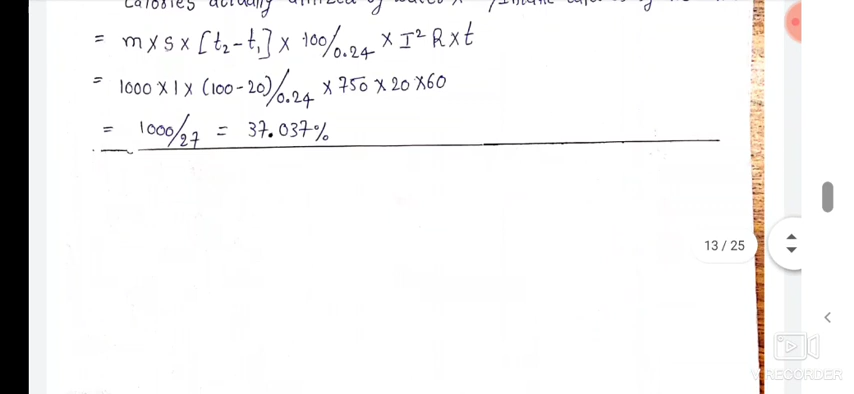 = m x s x [t₂-t₁] x 100/0.24 x I² R x t
= 1000 x 1 x (100-20)/0.24 x 750 x 20 x 60
= 1000/27 = 37.037%
13 / 25
V RECORDER